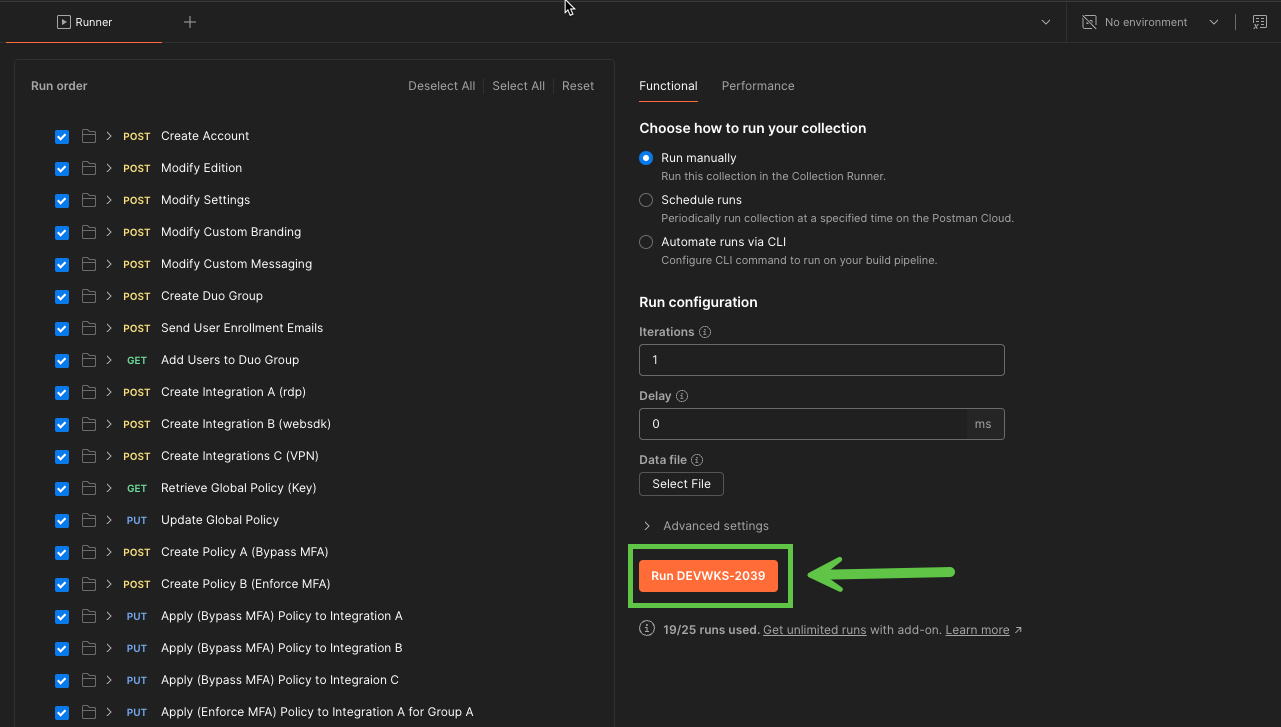 Runner
No environment
Run order
Deselect All
Select All
Reset
POST Create Account
POST Modify Edition
POST Modify Settings
POST Modify Custom Branding
POST Modify Custom Messaging
POST Create Duo Group
POST Send User Enrollment Emails
GET Add Users to Duo Group
POST Create Integration A (rdp)
POST Create Integration B (websdk)
POST Create Integrations C (VPN)
GET Retrieve Global Policy (Key)
PUT Update Global Policy
POST Create Policy A (Bypass MFA)
POST Create Policy B (Enforce MFA)
PUT Apply (Bypass MFA) Policy to Integration A
PUT Apply (Bypass MFA) Policy to Integration B
PUT Apply (Bypass MFA) Policy to Integraion C
PUT Apply (Enforce MFA) Policy to Integration A for Group A
Functional
Performance
Choose how to run your collection
Run manually
Run this collection in the Collection Runner.
Schedule runs
Periodically run collection at a specified time on the Postman Cloud.
Automate runs via CLI
Configure CLI command to run on your build pipeline.
Run configuration
Iterations
1
Delay
0 ms
Data file
Select File
Advanced settings
Run DEVWKS-2039
19/25 runs used. Get unlimited runs with add-on. Learn more